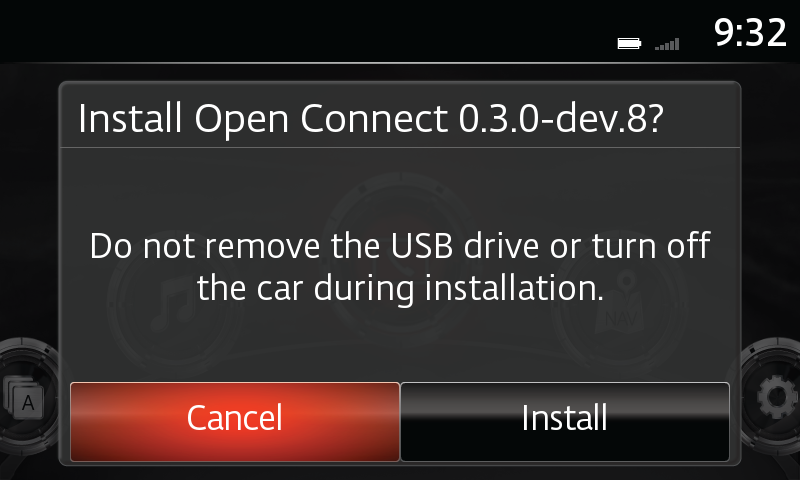 9:32
Install Open Connect 0.3.0-dev.8?
Do not remove the USB drive or turn off
the car during installation.
NAV
A
Cancel
Install